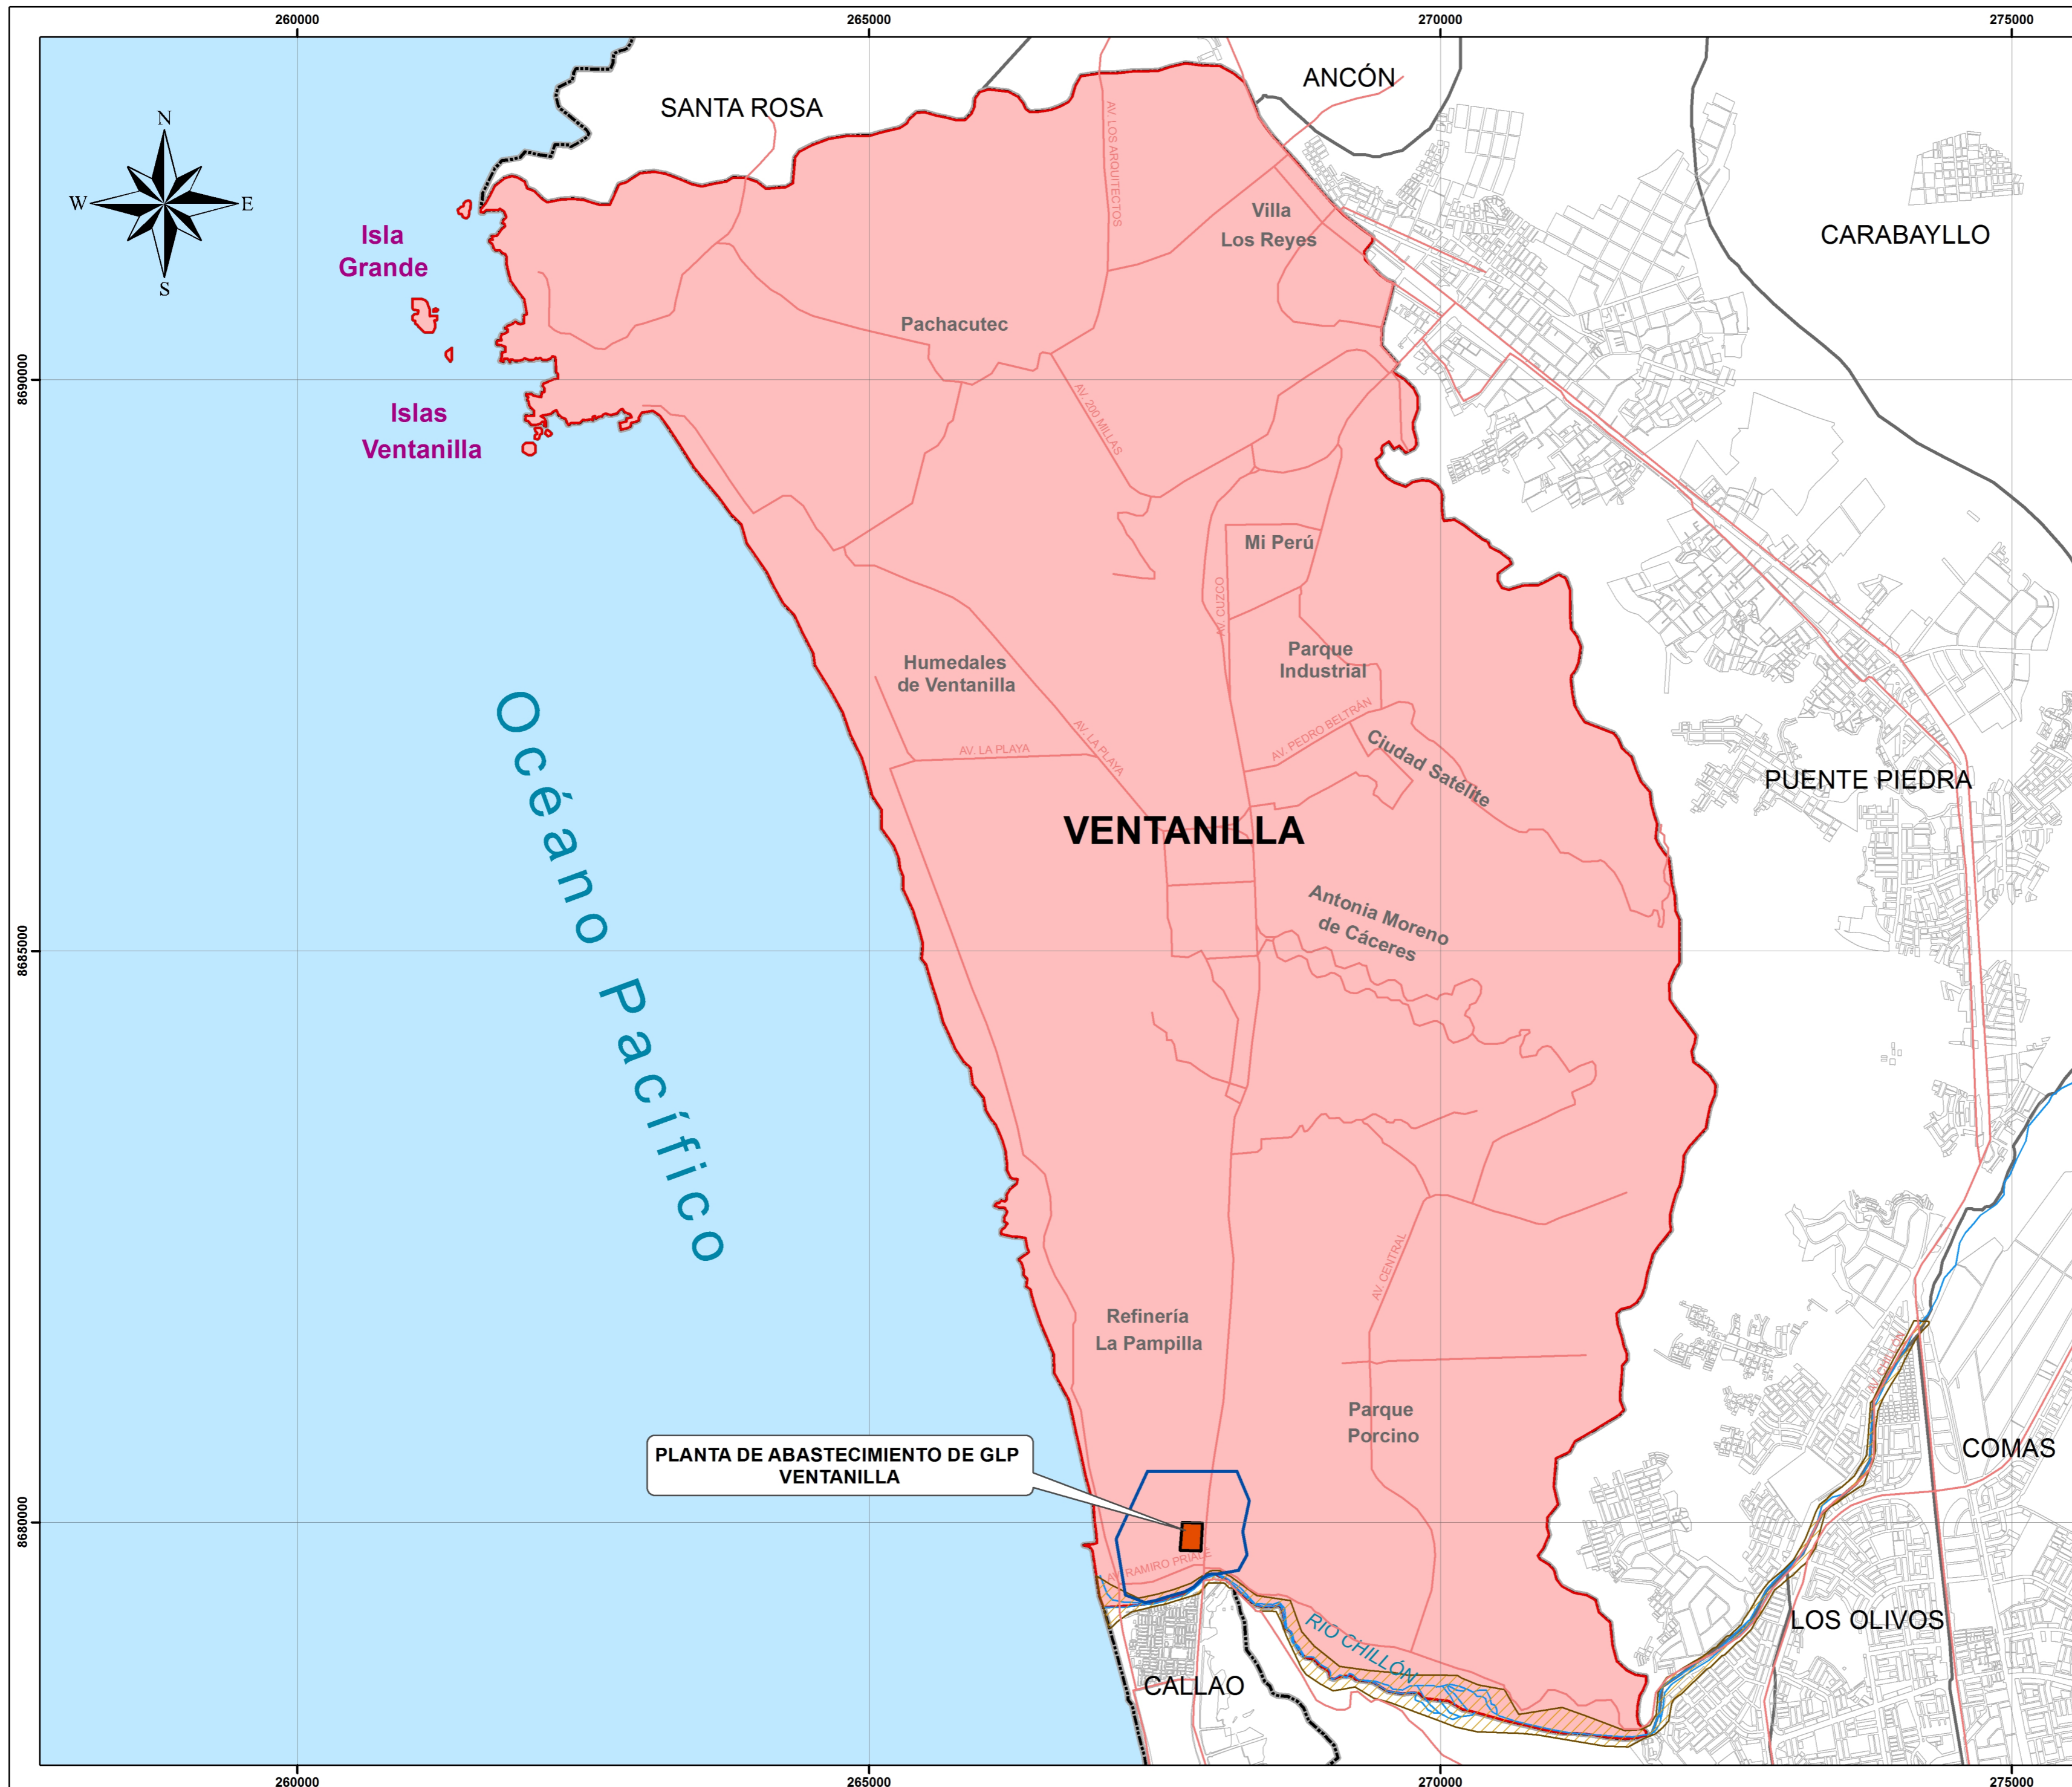 260000
265000
270000
275000
ANCÓN
SANTA ROSA
N
W
E
S
AV. LOS ARQUITECTOS
Villa
Los Reyes
CARABAYLLO
Isla
Grande
Pachacutec
8690000
AV. 200 MILLAS
Islas
Ventanilla
Mi Perú
AV. CUZCO
Parque
Industrial
Humedales
de Ventanilla
AV. PEDRO BELTRÁN
AV. LA PLAYA
AV. LA PLAYA
Ciudad Satélite
PUENTE PIEDRA
VENTANILLA
Océano Pacífico
Antonia Moreno
de Cáceres
8685000
AV. CENTRAL
Refinería
La Pampilla
AV. CHILLÓN
Parque
Porcino
COMAS
PLANTA DE ABASTECIMIENTO DE GLP
VENTANILLA
8680000
AV. RAMIRO PRIALE
RIO CHILLÓN
LOS OLIVOS
CALLAO
260000
265000
270000
275000